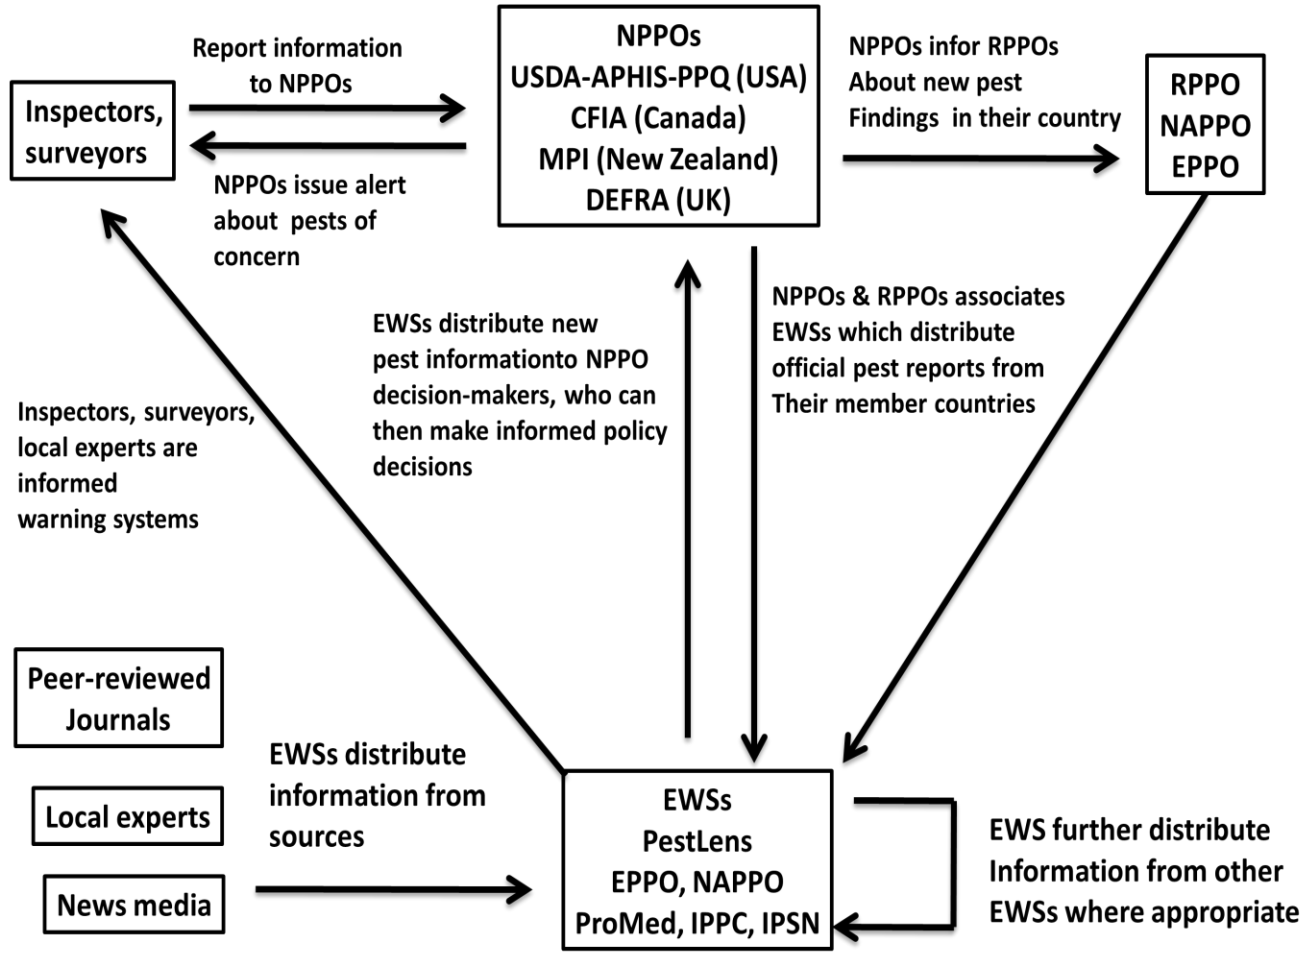 Report information
to NPPOs
Inspectors,
surveyors
NPPOs issue alert
about pests of
concern
NPPOs
USDA-APHIS-PPQ (USA)
CFIA (Canada)
MPI (New Zealand)
DEFRA (UK)
NPPOs infor RPPOs
About new pest
Findings in their country
RPPO
NAPPO
EPPO
EWSs distribute new
pest informationto NPPO
decision-makers, who can
then make informed policy
decisions
NPPOs & RPPOs associates
EWSs which distribute
official pest reports from
Their member countries
Inspectors, surveyors,
local experts are
informed
warning systems
Peer-reviewed
Journals
Local experts
News media
EWSs distribute
information from
sources
EWSs
PestLens
EPPO, NAPPO
ProMed, IPPC, IPSN
EWS further distribute
Information from other
EWSs where appropriate